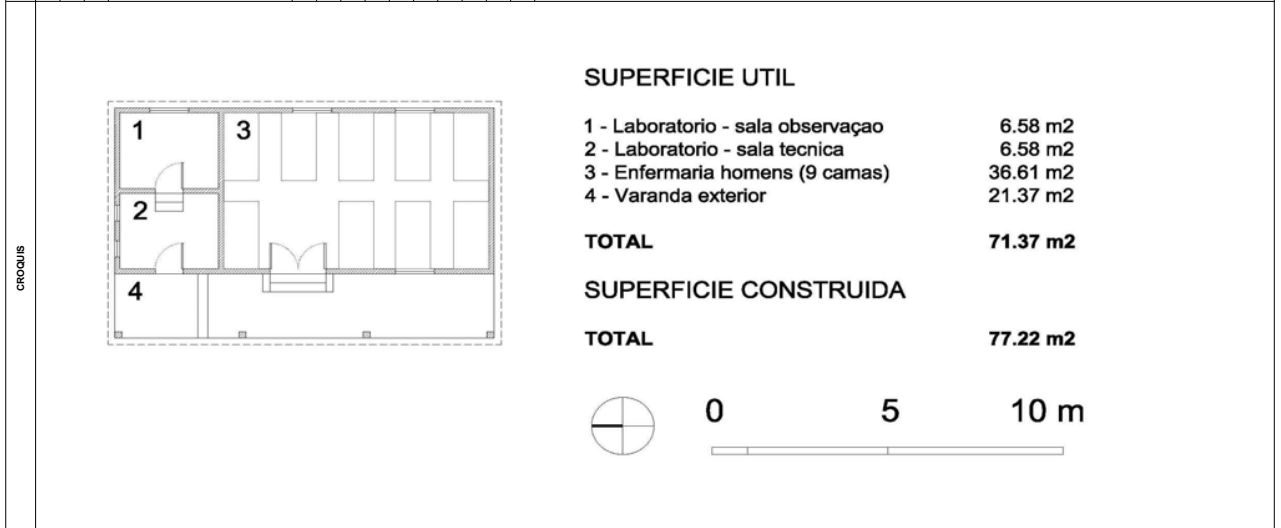 CROQUIS
1
3
2
4
SUPERFICIE UTIL
1 - Laboratorio - sala observaçao 6.58 m2
2 - Laboratorio - sala tecnica 6.58 m2
3 - Enfermaria homens (9 camas) 36.61 m2
4 - Varanda exterior 21.37 m2
TOTAL 71.37 m2
SUPERFICIE CONSTRUIDA
TOTAL 77.22 m2
0 5 10 m